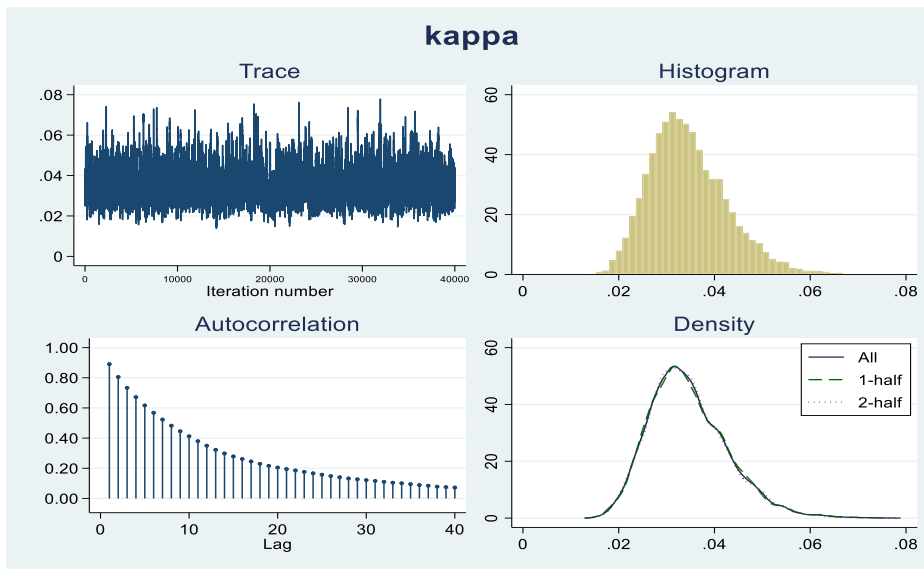 kappa
Trace
.08
.06
.04
.02
0
0 10000 20000 30000 40000
Iteration number
Histogram
60
40
20
0
0 .02 .04 .06 .08
Autocorrelation
1.00
0.80
0.60
0.40
0.20
0.00
0 10 20 30 40
Lag
Density
60
40
20
0
0 .02 .04 .06 .08
All
1-half
2-half